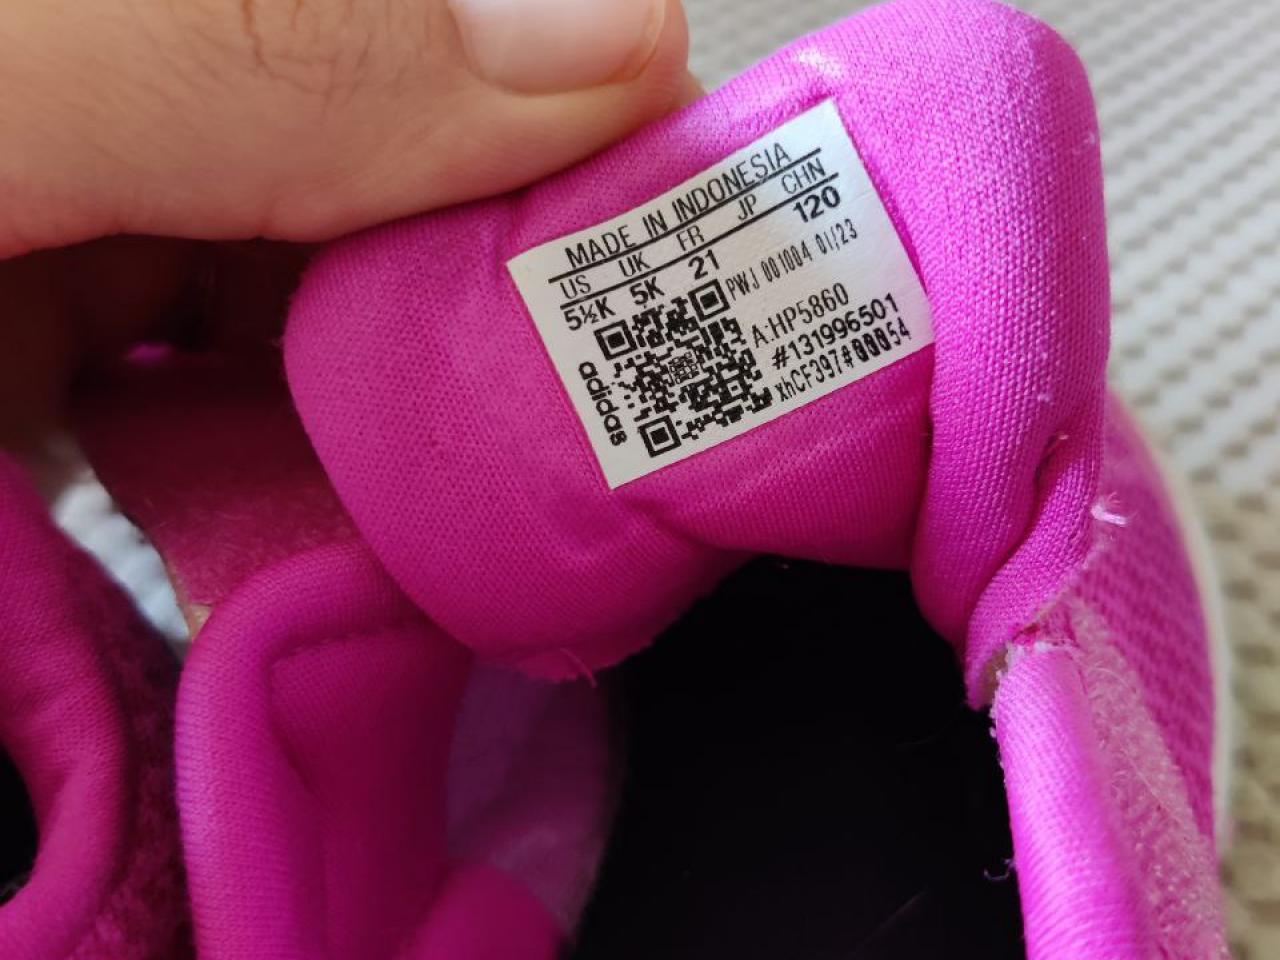 MADE IN INDONESIA
US UK FR JP CHN
5½K 5K 21 120
PWJ 001004 01/23
A:HP5860
#131996501
XhCF397#00054
adidas